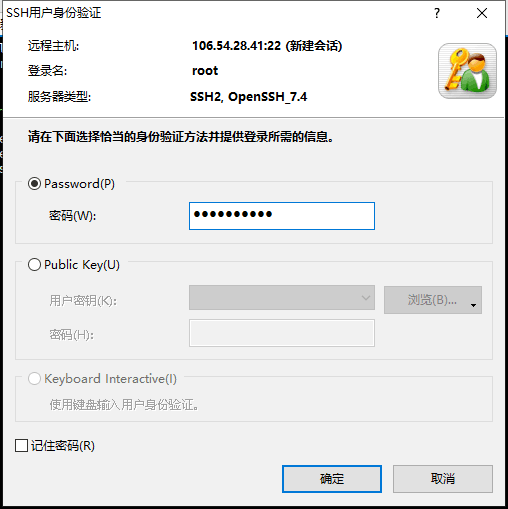 SSH用户身份验证
远程主机: 106.54.28.41:22 (新建会话)
登录名: root
服务器类型: SSH2, OpenSSH_7.4
请在下面选择恰当的身份验证方法并提供登录所需的信息。
Password(P)
密码(W): ●●●●●●●●●●
Public Key(U)
用户密钥(K): 浏览(B)...
密码(H):
Keyboard Interactive(I)
使用键盘输入用户身份验证。
记住密码(R)
确定 取消